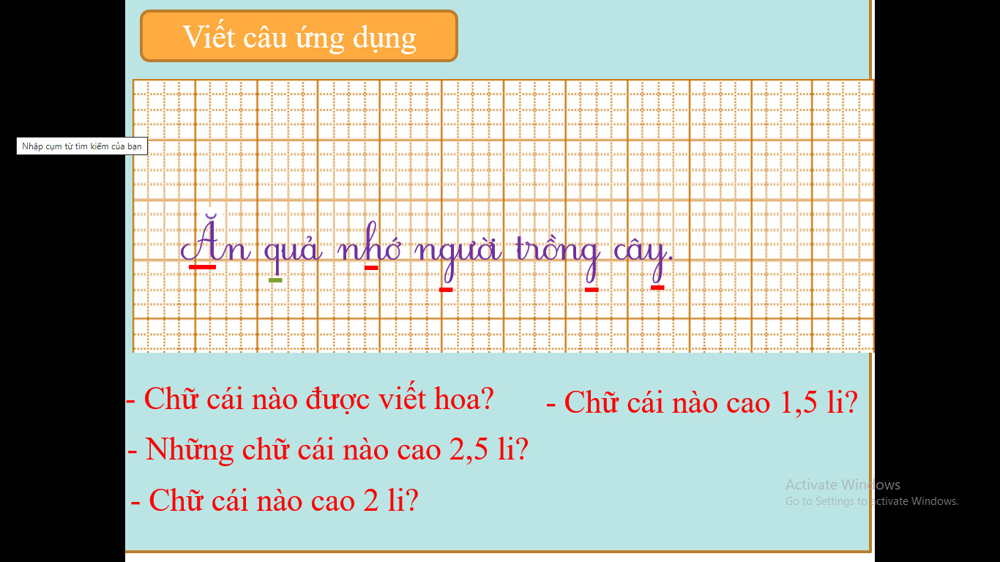 Viết câu ứng dụng
Nhập cụm từ tìm kiếm của bạn
Ăn quả nhớ người trồng cây.
- Chữ cái nào được viết hoa?
- Chữ cái nào cao 1,5 li?
- Những chữ cái nào cao 2,5 li?
- Chữ cái nào cao 2 li?
Activate Windows
Go to Settings to activate Windows.